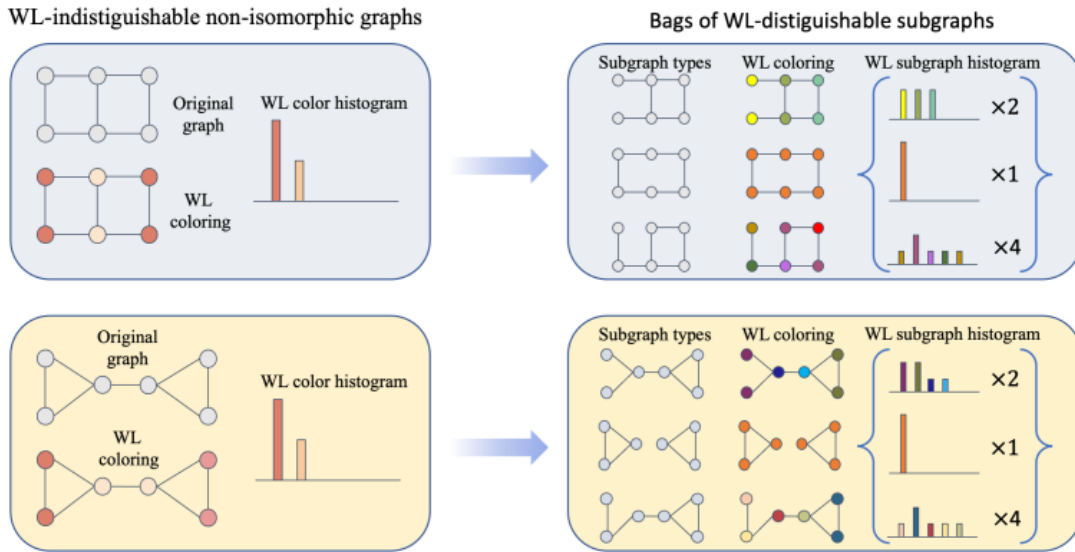 WL-indistiguishable non-isomorphic graphs
Original
graph
WL color histogram
WL
coloring
Bags of WL-distiguishable subgraphs
Subgraph types
WL coloring
WL subgraph histogram
×2
×1
×4
Original
graph
WL color histogram
WL
coloring
Subgraph types
WL coloring
WL subgraph histogram
×2
×1
×4